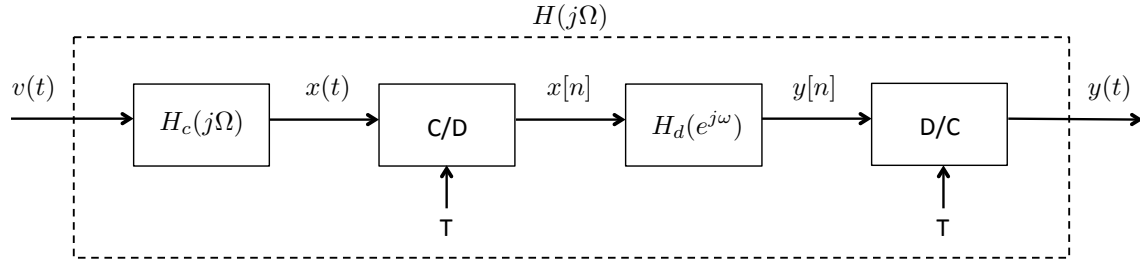 H(jΩ)
v(t)
x(t)
x[n]
y[n]
y(t)
H_c(jΩ)
C/D
H_d(e^{jω})
D/C
T
T